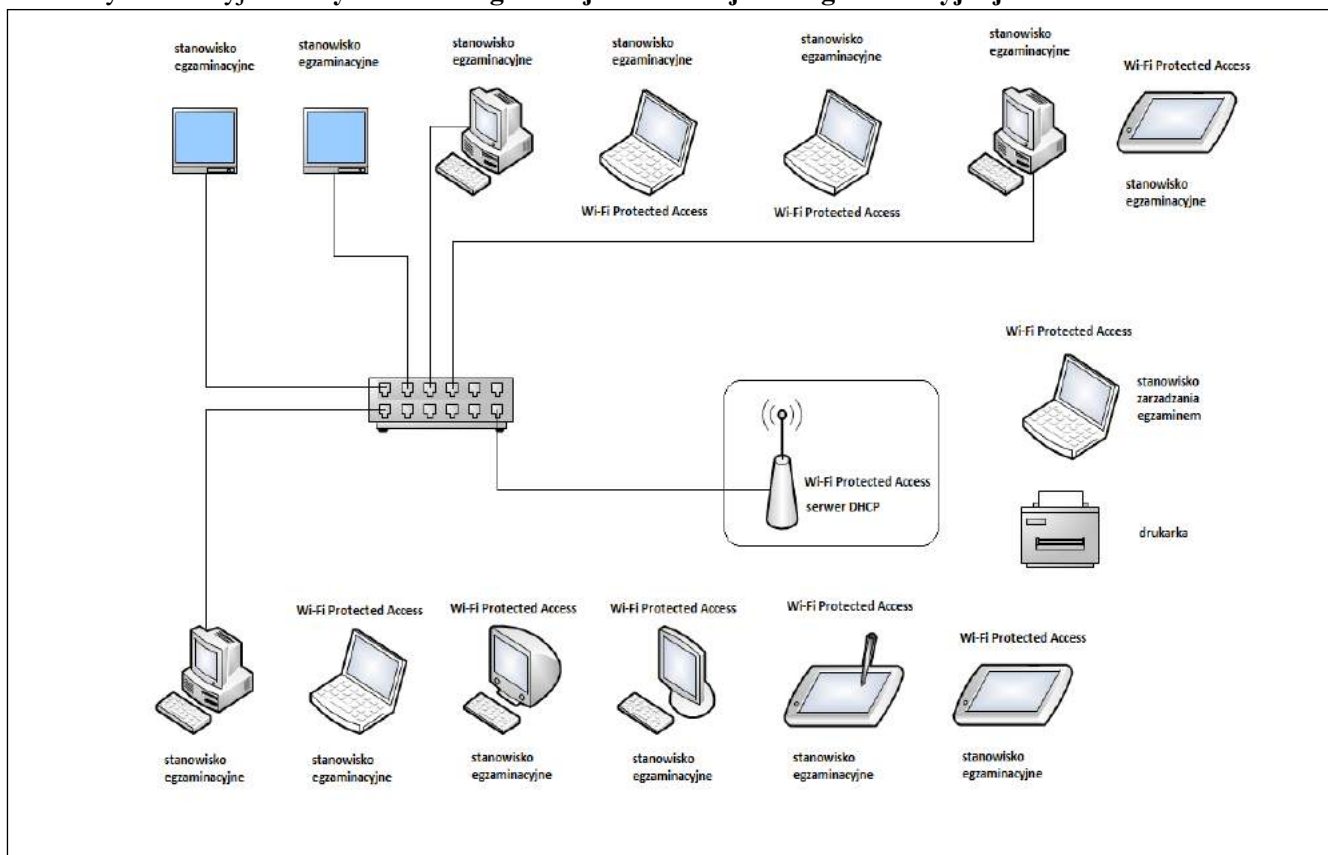 stanowisko
egzaminacyjne
stanowisko
egzaminacyjne
stanowisko
egzaminacyjne
stanowisko
egzaminacyjne
stanowisko
egzaminacyjne
stanowisko
egzaminacyjne
Wi-Fi Protected Access
stanowisko
egzaminacyjne
Wi-Fi Protected Access
Wi-Fi Protected Access
Wi-Fi Protected Access
stanowisko
zarzadzania
egzaminem
Wi-Fi Protected Access
serwer DHCP
drukarka
Wi-Fi Protected Access
Wi-Fi Protected Access
Wi-Fi Protected Access
Wi-Fi Protected Access
Wi-Fi Protected Access
stanowisko
egzaminacyjne
stanowisko
egzaminacyjne
stanowisko
egzaminacyjne
stanowisko
egzaminacyjne
stanowisko
egzaminacyjne
stanowisko
egzaminacyjne